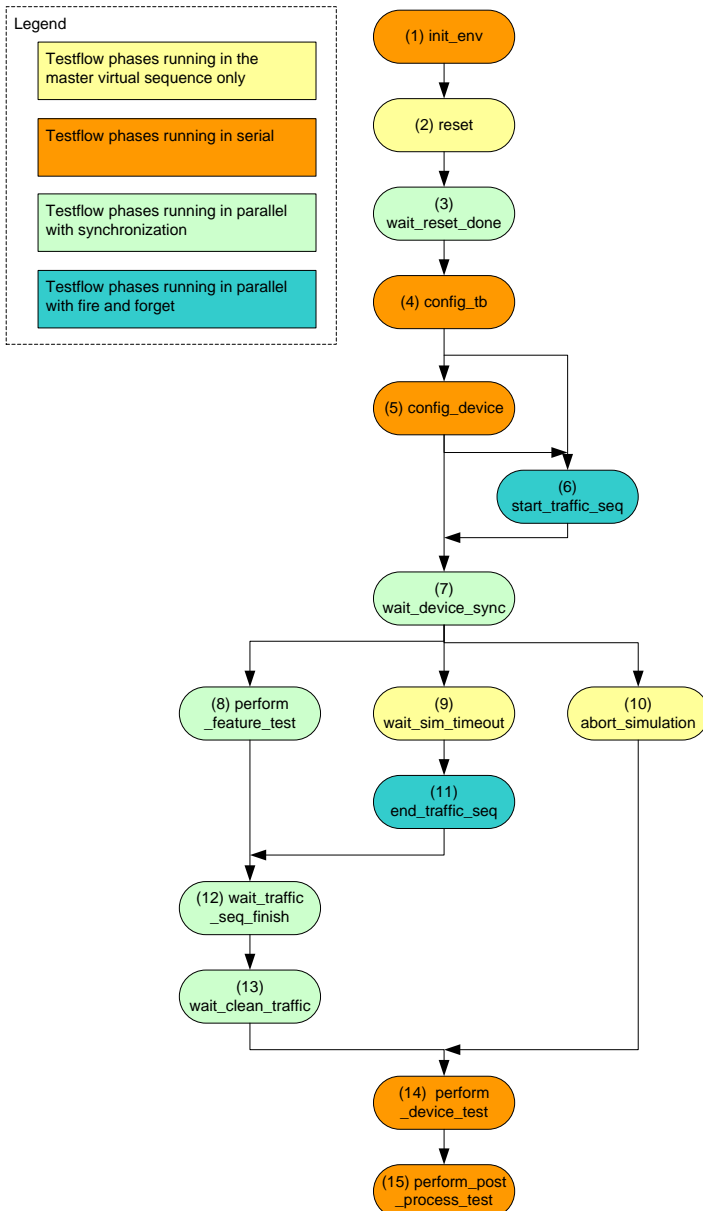 Legend
Testflow phases running in the
master virtual sequence only
Testflow phases running in serial
Testflow phases running in parallel
with synchronization
Testflow phases running in parallel
with fire and forget
(1) init_env
(2) reset
(3)
wait_reset_done
(4) config_tb
(5) config_device
(6)
start_traffic_seq
(7)
wait_device_sync
(8) perform
_feature_test
(9)
wait_sim_timeout
(10)
abort_simulation
(11)
end_traffic_seq
(12) wait_traffic
_seq_finish
(13)
wait_clean_traffic
(14) perform
_device_test
(15) perform_post
_process_test